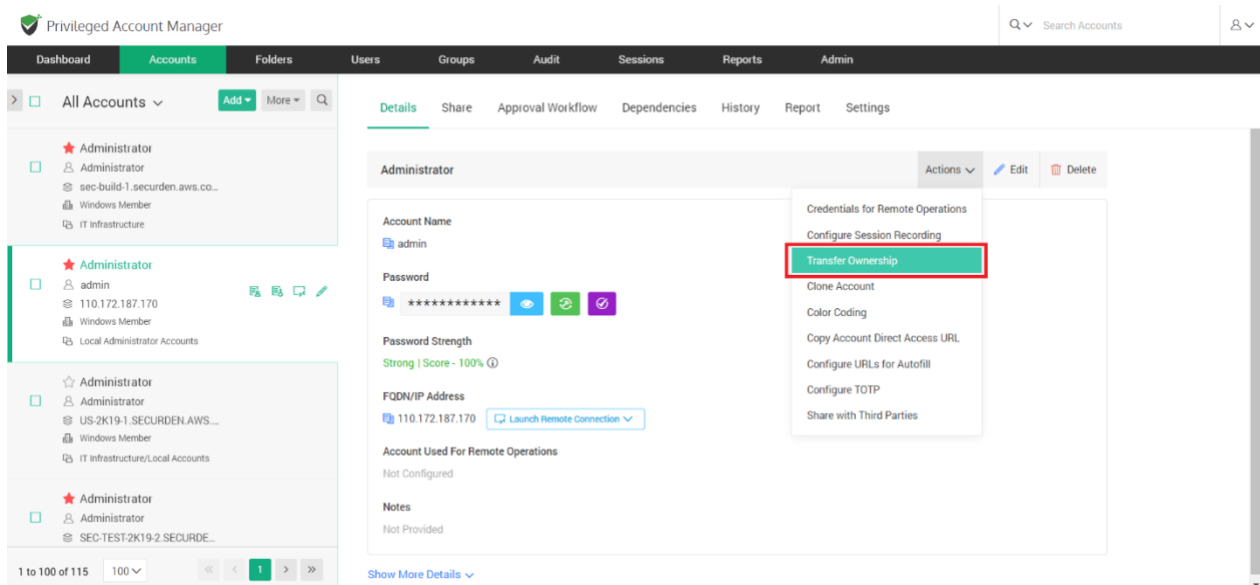 Privileged Account Manager
Search Accounts
Dashboard Accounts Folders Users Groups Audit Sessions Reports Admin
All Accounts Add More
Administrator
Administrator
sec-build-1.securden.aws.co...
Windows Member
IT Infrastructure
Administrator
admin
110.172.187.170
Windows Member
Local Administrator Accounts
Administrator
Administrator
US-2K19-1.SECURDEN.AWS....
Windows Member
IT Infrastructure/Local Accounts
Administrator
Administrator
SEC-TEST-2K19-2.SECURDE...
1 to 100 of 115 100 « < 1 > »
Details Share Approval Workflow Dependencies History Report Settings
Administrator Actions Edit Delete
Account Name
admin
Password
************
Password Strength
Strong | Score - 100%
FQDN/IP Address
110.172.187.170 Launch Remote Connection
Account Used For Remote Operations
Not Configured
Notes
Not Provided
Show More Details
Credentials for Remote Operations
Configure Session Recording
Transfer Ownership
Clone Account
Color Coding
Copy Account Direct Access URL
Configure URLs for Autofill
Configure TOTP
Share with Third Parties